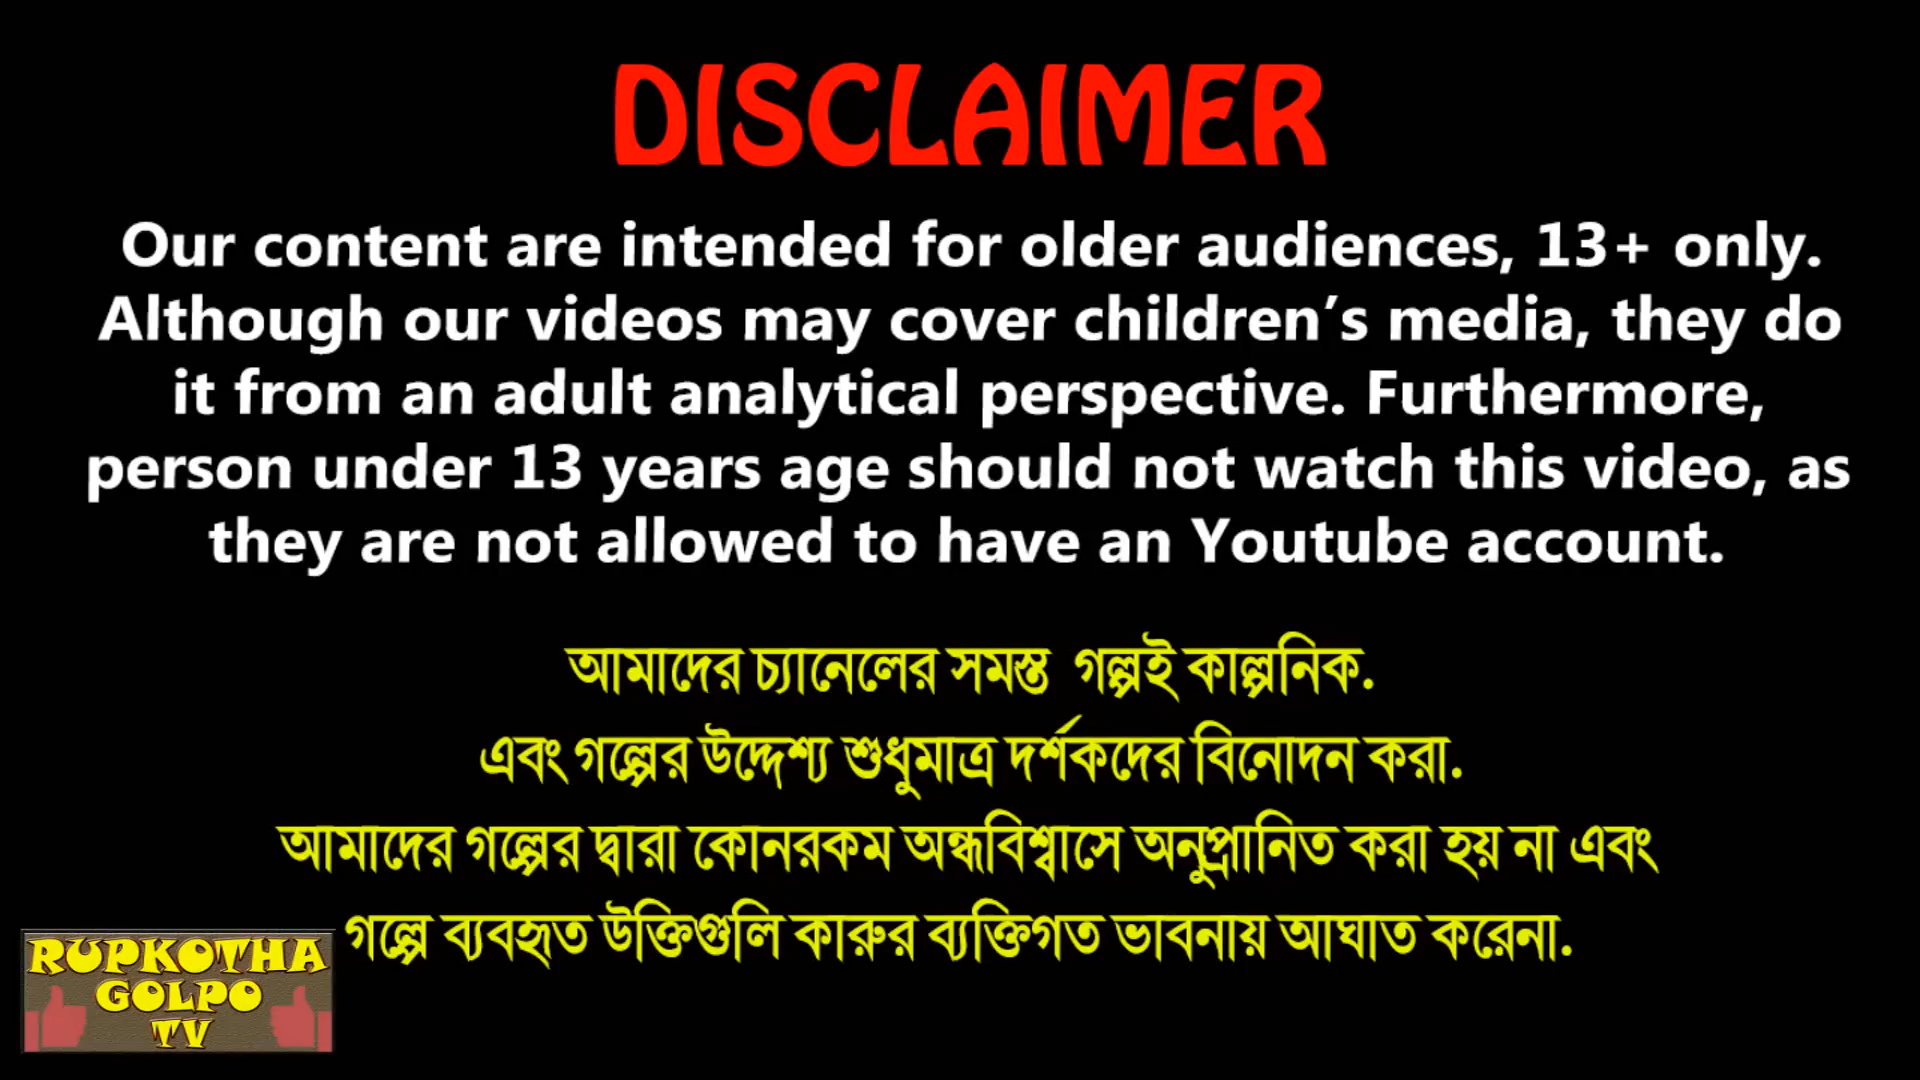 DISCLAIMER
Our content are intended for older audiences, 13+ only.
Although our videos may cover children’s media, they do
it from an adult analytical perspective. Furthermore,
person under 13 years age should not watch this video, as
they are not allowed to have an Youtube account.
আমাদের চ্যানেলের সমস্ত গল্পই কাল্পনিক.
এবং গল্পের উদ্দেশ্য শুধুমাত্র দর্শকদের বিনোদন করা.
আমাদের গল্পের দ্বারা কোনরকম অন্ধবিশ্বাসে অনুপ্রানিত করা হয় না এবং
গল্পে ব্যবহৃত উক্তিগুলি কারুর ব্যক্তিগত ভাবনায় আঘাত করেনা.
RUPKOTHA
GOLPO
TV